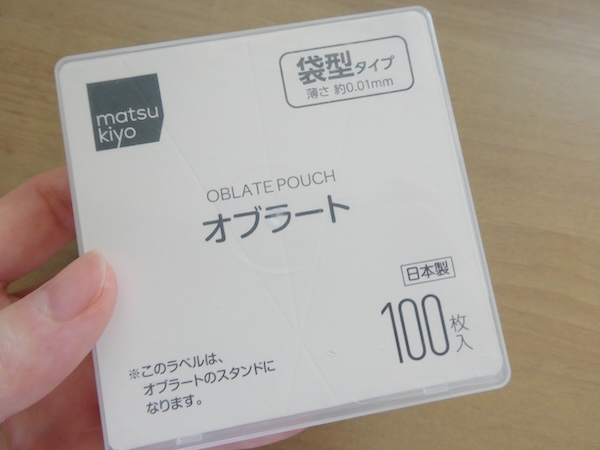 matsu
kiyo
袋型タイプ
薄さ 約0.01mm
OBLATE POUCH
オブラート
日本製
100枚入
※このラベルは、
オブラートのスタンドに
なります。